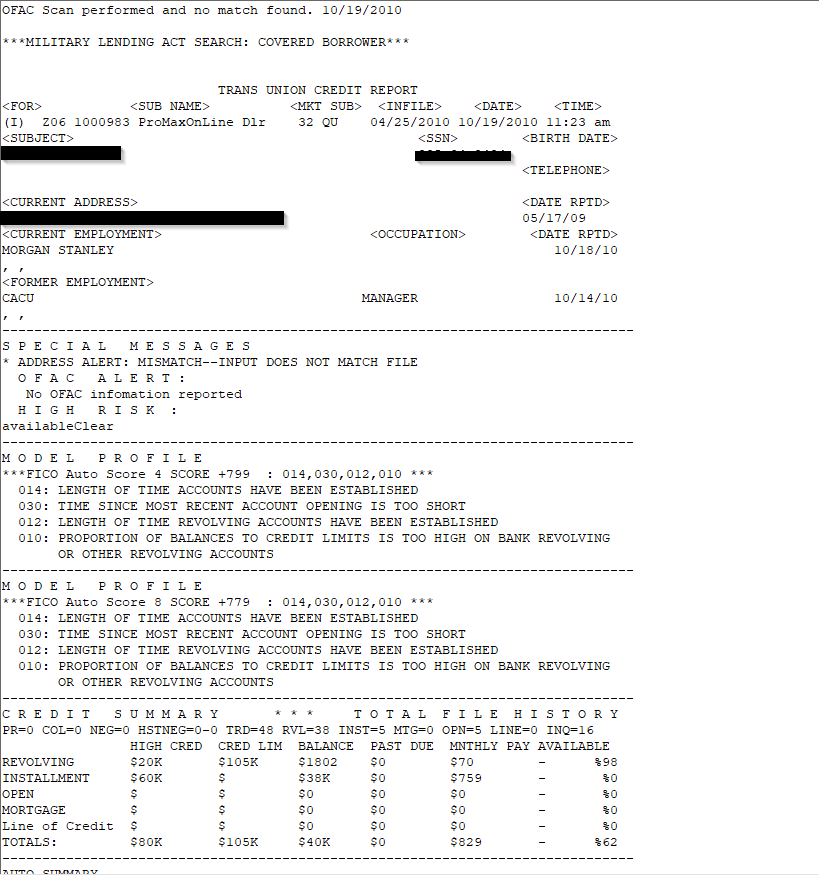 OFAC Scan performed and no match found. 10/19/2010
***MILITARY LENDING ACT SEARCH: COVERED BORROWER***
TRANS UNION CREDIT REPORT
<FOR> <SUB NAME> <MKT SUB> <INFILE> <DATE> <TIME>
(I) Z06 1000983 ProMaxOnLine Dlr 32 QU 04/25/2010 10/19/2010 11:23 am
<SUBJECT> <SSN> <BIRTH DATE>
<TELEPHONE>
<CURRENT ADDRESS> <DATE RPTD>
05/17/09
<CURRENT EMPLOYMENT> <OCCUPATION> <DATE RPTD>
MORGAN STANLEY 10/18/10
, ,
<FORMER EMPLOYMENT>
CACU MANAGER 10/14/10
, ,
-------------------------------------------------------------------------------
S P E C I A L   M E S S A G E S
* ADDRESS ALERT: MISMATCH--INPUT DOES NOT MATCH FILE
O F A C   A L E R T :
No OFAC infomation reported
H I G H   R I S K :
availableClear
-------------------------------------------------------------------------------
M O D E L   P R O F I L E
***FICO Auto Score 4 SCORE +799 : 014,030,012,010 ***
014: LENGTH OF TIME ACCOUNTS HAVE BEEN ESTABLISHED
030: TIME SINCE MOST RECENT ACCOUNT OPENING IS TOO SHORT
012: LENGTH OF TIME REVOLVING ACCOUNTS HAVE BEEN ESTABLISHED
010: PROPORTION OF BALANCES TO CREDIT LIMITS IS TOO HIGH ON BANK REVOLVING
OR OTHER REVOLVING ACCOUNTS
-------------------------------------------------------------------------------
M O D E L   P R O F I L E
***FICO Auto Score 8 SCORE +779 : 014,030,012,010 ***
014: LENGTH OF TIME ACCOUNTS HAVE BEEN ESTABLISHED
030: TIME SINCE MOST RECENT ACCOUNT OPENING IS TOO SHORT
012: LENGTH OF TIME REVOLVING ACCOUNTS HAVE BEEN ESTABLISHED
010: PROPORTION OF BALANCES TO CREDIT LIMITS IS TOO HIGH ON BANK REVOLVING
OR OTHER REVOLVING ACCOUNTS
-------------------------------------------------------------------------------
C R E D I T   S U M M A R Y   * * *   T O T A L   F I L E   H I S T O R Y
PR=0 COL=0 NEG=0 HSTNEG=0-0 TRD=48 RVL=38 INST=5 MTG=0 OPN=5 LINE=0 INQ=16
HIGH CRED CRED LIM BALANCE PAST DUE MNTHLY PAY AVAILABLE
REVOLVING $20K $105K $1802 $0 $70 - %98
INSTALLMENT $60K $ $38K $0 $759 - %0
OPEN $ $ $0 $0 $0 - %0
MORTGAGE $ $ $0 $0 $0 - %0
Line of Credit $ $ $0 $0 $0 - %0
TOTALS: $80K $105K $40K $0 $829 - %62
-------------------------------------------------------------------------------
AUTO SUMMARY